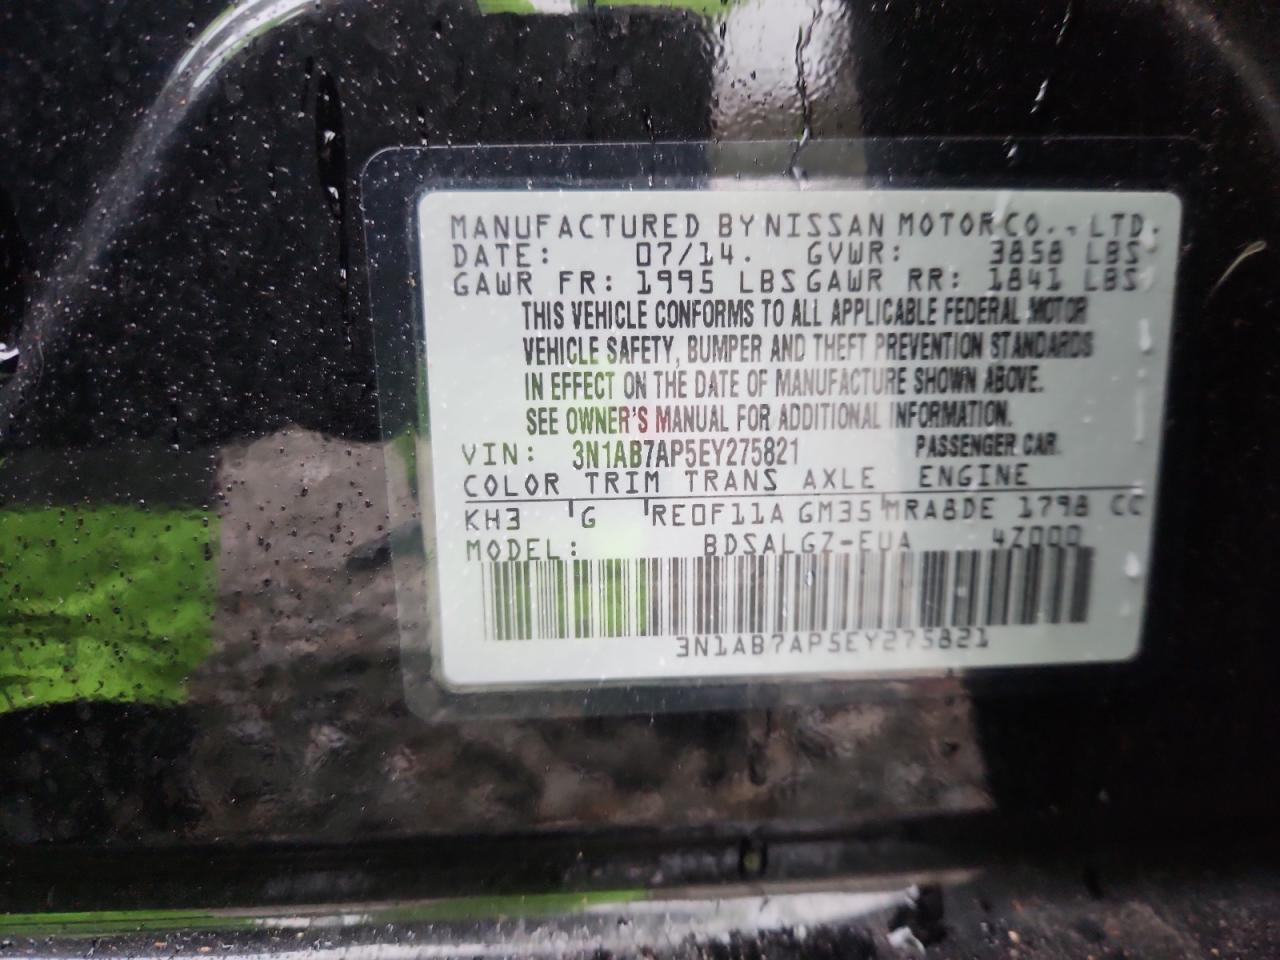 MANUFACTURED BY NISSAN MOTOR CO., LTD.
DATE: 07/14. GVWR: 3858 LBS
GAWR FR: 1995 LBS GAWR RR: 1841 LBS
THIS VEHICLE CONFORMS TO ALL APPLICABLE FEDERAL MOTOR
VEHICLE SAFETY, BUMPER AND THEFT PREVENTION STANDARDS
IN EFFECT ON THE DATE OF MANUFACTURE SHOWN ABOVE.
SEE OWNER'S MANUAL FOR ADDITIONAL INFORMATION.
VIN: 3N1AB7AP5EY275821 PASSENGER CAR
COLOR TRIM TRANS AXLE ENGINE
KH3 G RE0F11A GM35 MRA8DE 1798 CC
MODEL: BDSALGZ-EUA 4Z000
3N1AB7AP5EY275821